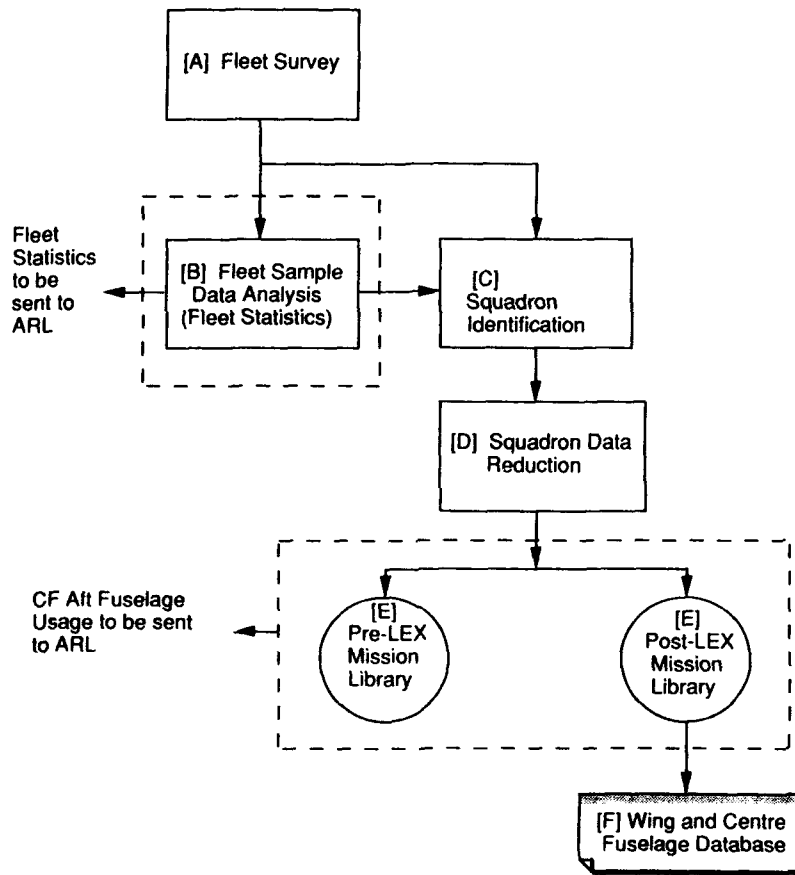 [A] Fleet Survey
Fleet
Statistics
to be
sent to
ARL
[B] Fleet Sample
Data Analysis
(Fleet Statistics)
[C]
Squadron
Identification
[D] Squadron Data
Reduction
CF Aft Fuselage
Usage to be sent
to ARL
[E]
Pre-LEX
Mission
Library
[E]
Post-LEX
Mission
Library
[F] Wing and Centre
Fuselage Database